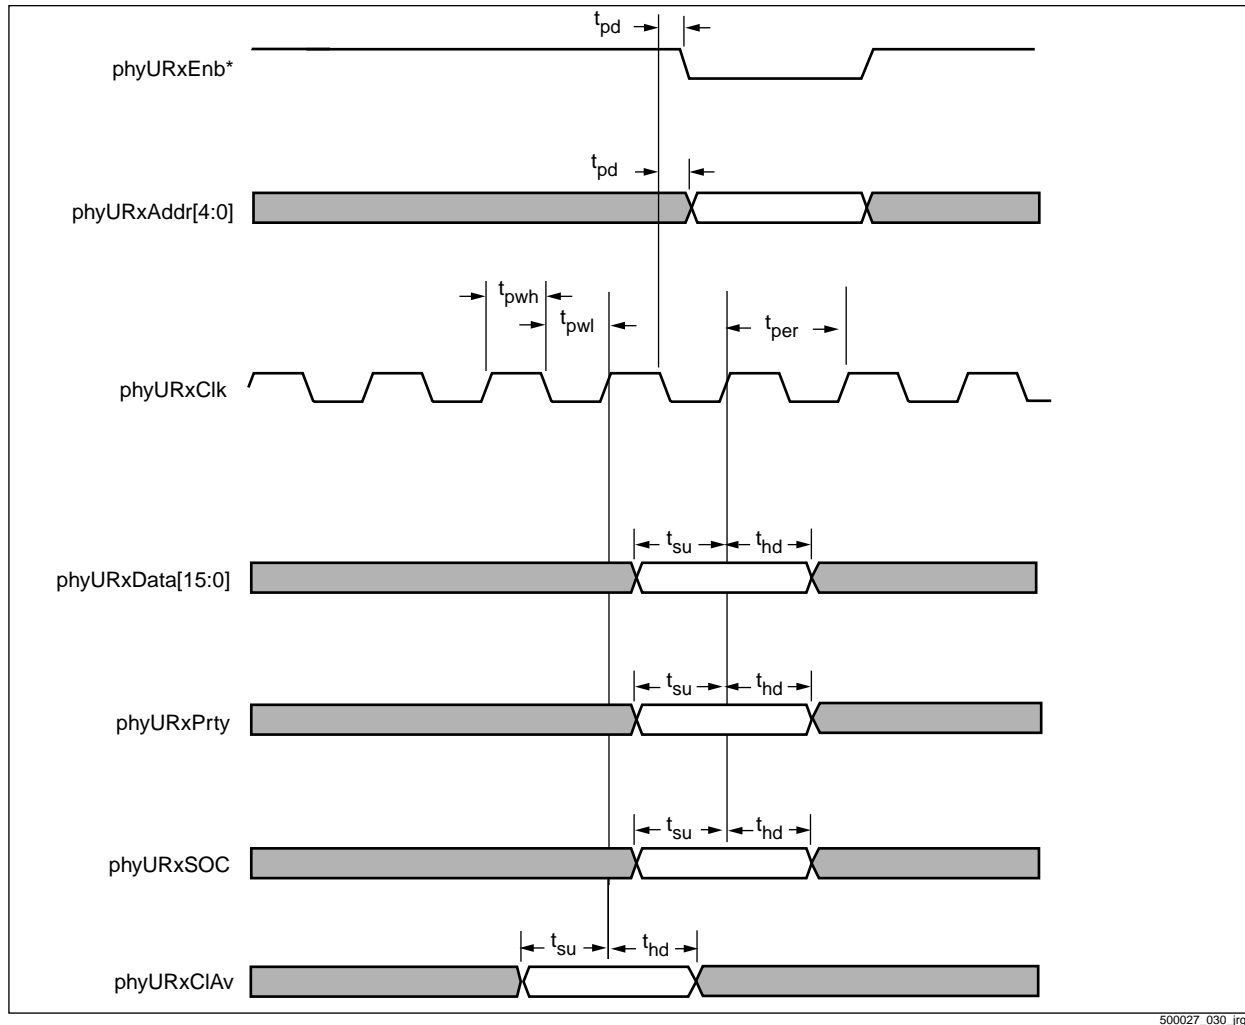 tpd
phyURxEnb*
tpd
phyURxAddr[4:0]
tpwh
tpwl
tper
phyURxClk
tsu thd
phyURxData[15:0]
tsu thd
phyURxPrty
tsu thd
phyURxSOC
tsu thd
phyURxClAv
500027_030_jrq